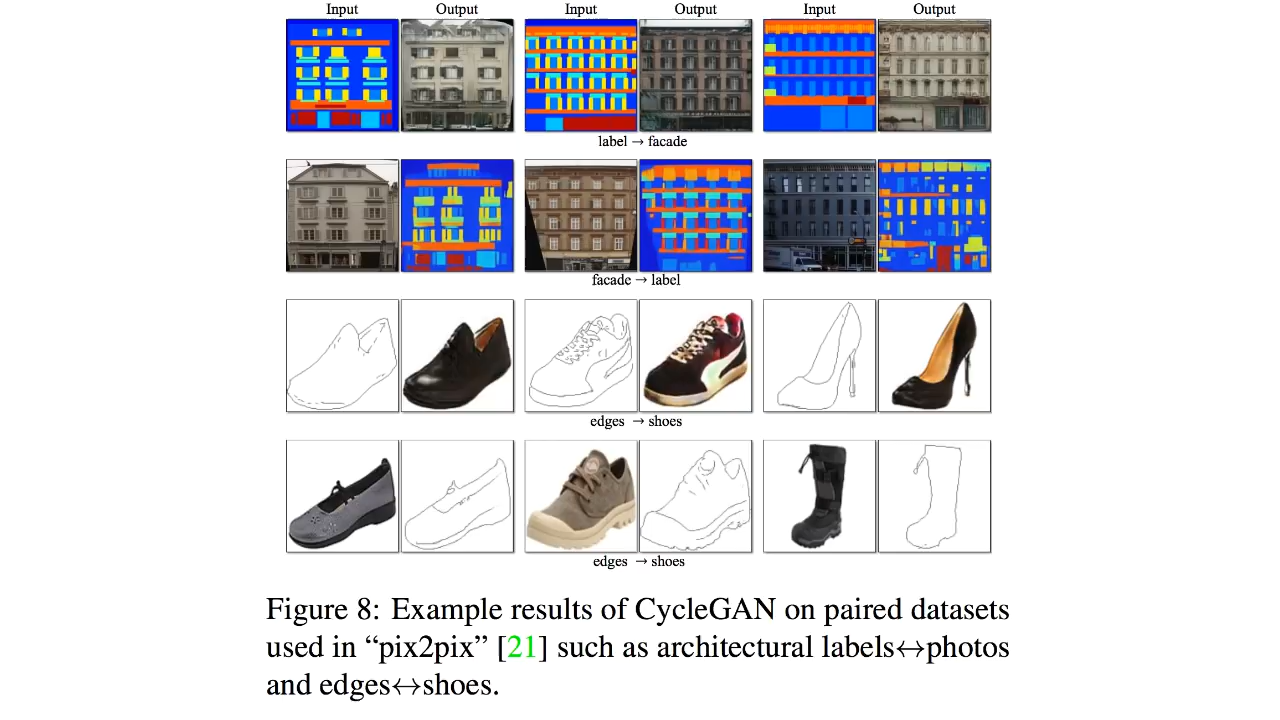 Input Output Input Output Input Output
label → facade
facade → label
edges → shoes
edges → shoes
Figure 8: Example results of CycleGAN on paired datasets
used in “pix2pix” [21] such as architectural labels↔photos
and edges↔shoes.